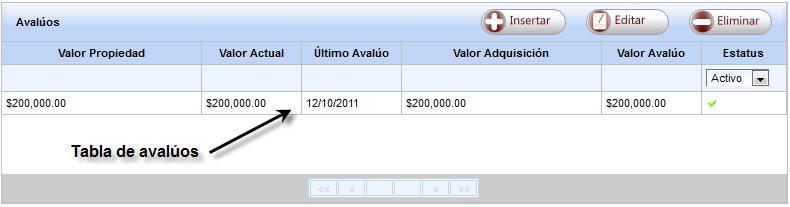 Avalúos Insertar Editar Eliminar
Valor Propiedad Valor Actual Último Avalúo Valor Adquisición Valor Avalúo Estatus
Activo
$200,000.00 $200,000.00 12/10/2011 $200,000.00 $200,000.00
Tabla de avalúos
«« « » »»